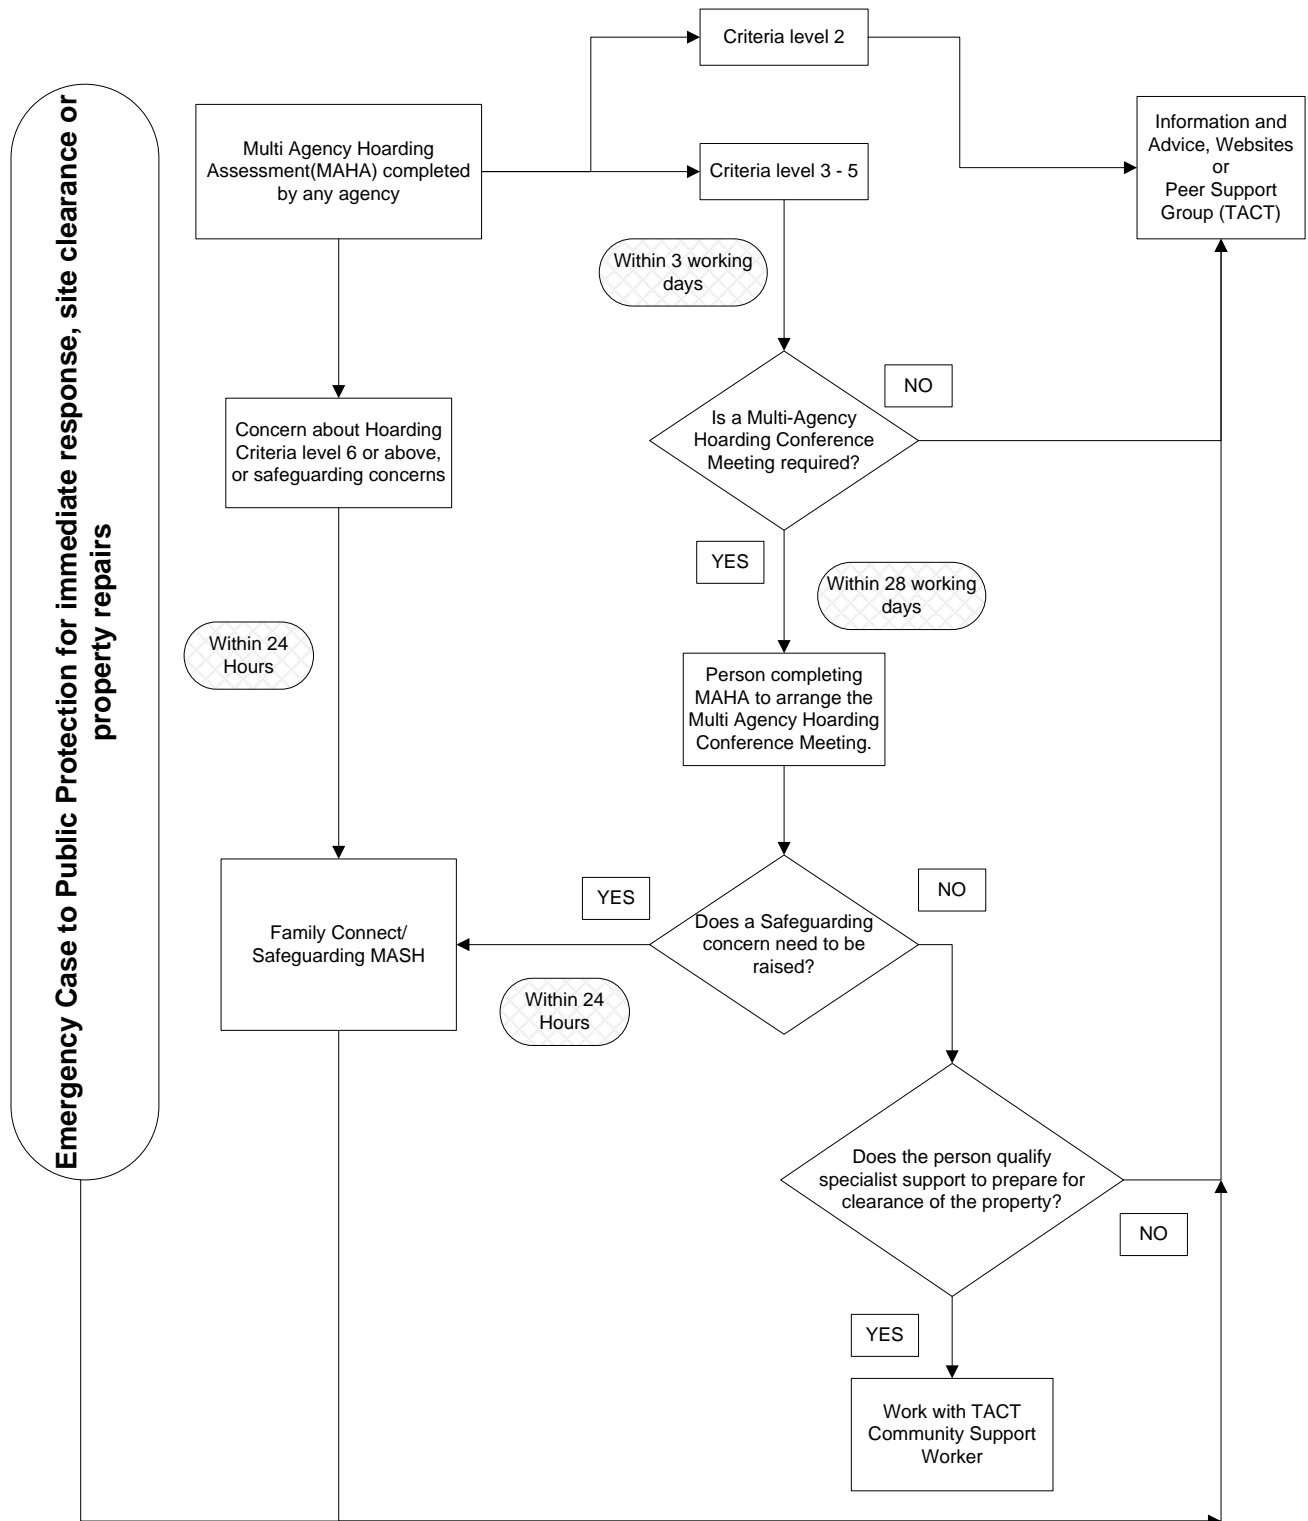 Emergency Case to Public Protection for immediate response, site clearance or
property repairs
Criteria level 2
Multi Agency Hoarding
Assessment(MAHA) completed
by any agency
Criteria level 3 - 5
Information and
Advice, Websites
or
Peer Support
Group (TACT)
Within 3 working
days
NO
Concern about Hoarding
Criteria level 6 or above,
or safeguarding concerns
Is a Multi-Agency
Hoarding Conference
Meeting required?
YES
Within 28 working
days
Within 24
Hours
Person completing
MAHA to arrange the
Multi Agency Hoarding
Conference Meeting.
YES
NO
Family Connect/
Safeguarding MASH
Does a Safeguarding
concern need to be
raised?
Within 24
Hours
Does the person qualify
specialist support to prepare for
clearance of the property?
NO
YES
Work with TACT
Community Support
Worker